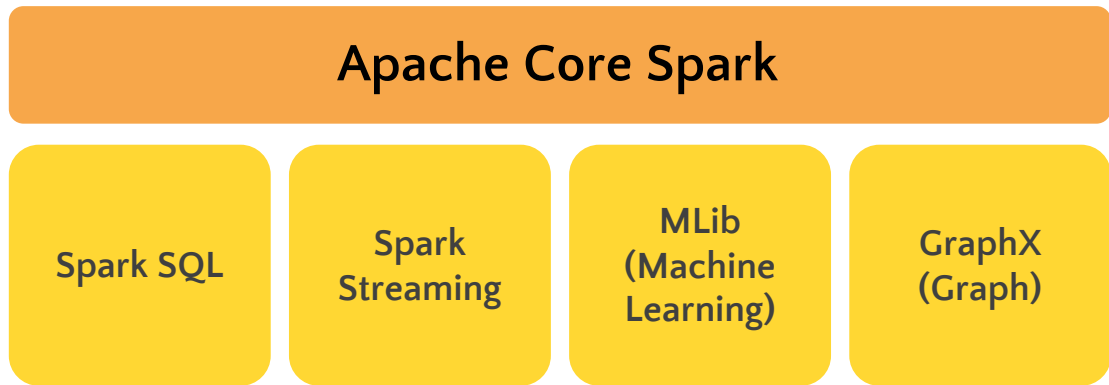 Apache Core Spark
Spark SQL
Spark
Streaming
MLib
(Machine
Learning)
GraphX
(Graph)